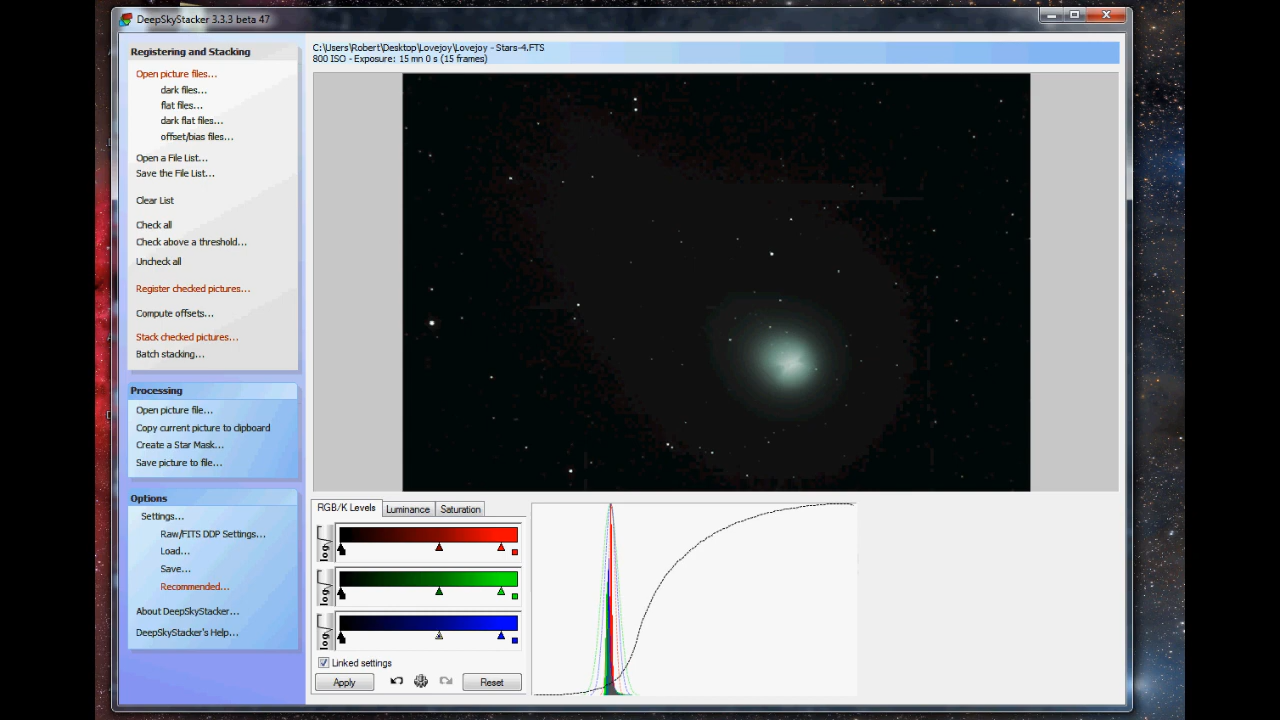 DeepSkyStacker 3.3.3 beta 47
Registering and Stacking
Open picture files...
dark files...
flat files...
dark flat files...
offset/bias files...
Open a File List...
Save the File List...
Clear List
Check all
Check above a threshold...
Uncheck all
Register checked pictures...
Compute offsets...
Stack checked pictures...
Batch stacking...
Processing
Open picture file...
Copy current picture to clipboard
Create a Star Mask...
Save picture to file...
Options
Settings...
Raw/FITS DDP Settings...
Load...
Save...
Recommended...
About DeepSkyStacker...
DeepSkyStacker's Help...
C:\Users\Robert\Desktop\Lovejoy\Lovejoy - Stars-4.FTS
800 ISO - Exposure: 15 mn 0 s (15 frames)
RGB/K Levels
Luminance
Saturation
log
log
log
Linked settings
Apply
Reset